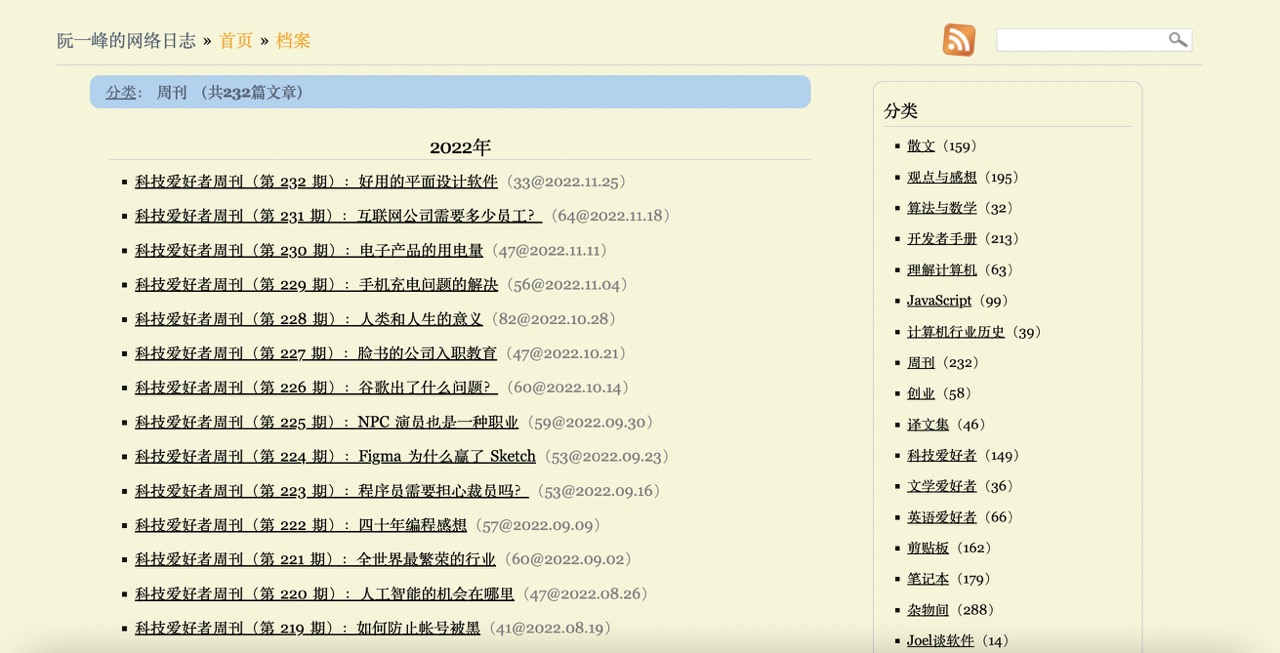 阮一峰的网络日志 » 首页 » 档案
分类： 周刊 （共232篇文章）
2022年
科技爱好者周刊（第 232 期）：好用的平面设计软件（33@2022.11.25）
科技爱好者周刊（第 231 期）：互联网公司需要多少员工？（64@2022.11.18）
科技爱好者周刊（第 230 期）：电子产品的用电量（47@2022.11.11）
科技爱好者周刊（第 229 期）：手机充电问题的解决（56@2022.11.04）
科技爱好者周刊（第 228 期）：人类和人生的意义（82@2022.10.28）
科技爱好者周刊（第 227 期）：脸书的公司入职教育（47@2022.10.21）
科技爱好者周刊（第 226 期）：谷歌出了什么问题？（60@2022.10.14）
科技爱好者周刊（第 225 期）：NPC 演员也是一种职业（59@2022.09.30）
科技爱好者周刊（第 224 期）：Figma 为什么赢了 Sketch（53@2022.09.23）
科技爱好者周刊（第 223 期）：程序员需要担心裁员吗？（53@2022.09.16）
科技爱好者周刊（第 222 期）：四十年编程感想（57@2022.09.09）
科技爱好者周刊（第 221 期）：全世界最繁荣的行业（60@2022.09.02）
科技爱好者周刊（第 220 期）：人工智能的机会在哪里（47@2022.08.26）
科技爱好者周刊（第 219 期）：如何防止帐号被黑（41@2022.08.19）
分类
散文（159）
观点与感想（195）
算法与数学（32）
开发者手册（213）
理解计算机（63）
JavaScript（99）
计算机行业历史（39）
周刊（232）
创业（58）
译文集（46）
科技爱好者（149）
文学爱好者（36）
英语爱好者（66）
剪贴板（162）
笔记本（179）
杂物间（288）
Joel谈软件（14）